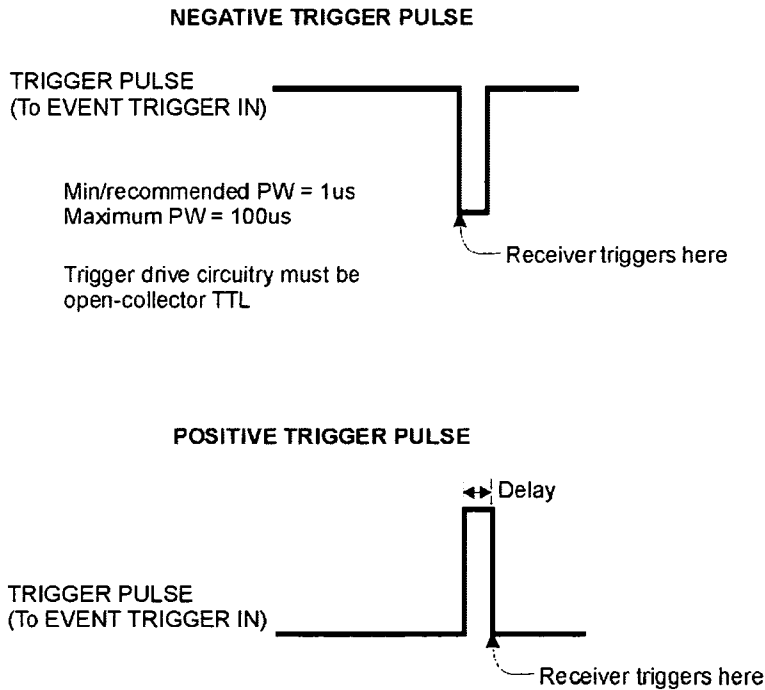 NEGATIVE TRIGGER PULSE
TRIGGER PULSE
(To EVENT TRIGGER IN)
Min/recommended PW = 1us
Maximum PW = 100us
Receiver triggers here
Trigger drive circuitry must be
open-collector TTL
POSITIVE TRIGGER PULSE
Delay
TRIGGER PULSE
(To EVENT TRIGGER IN)
Receiver triggers here